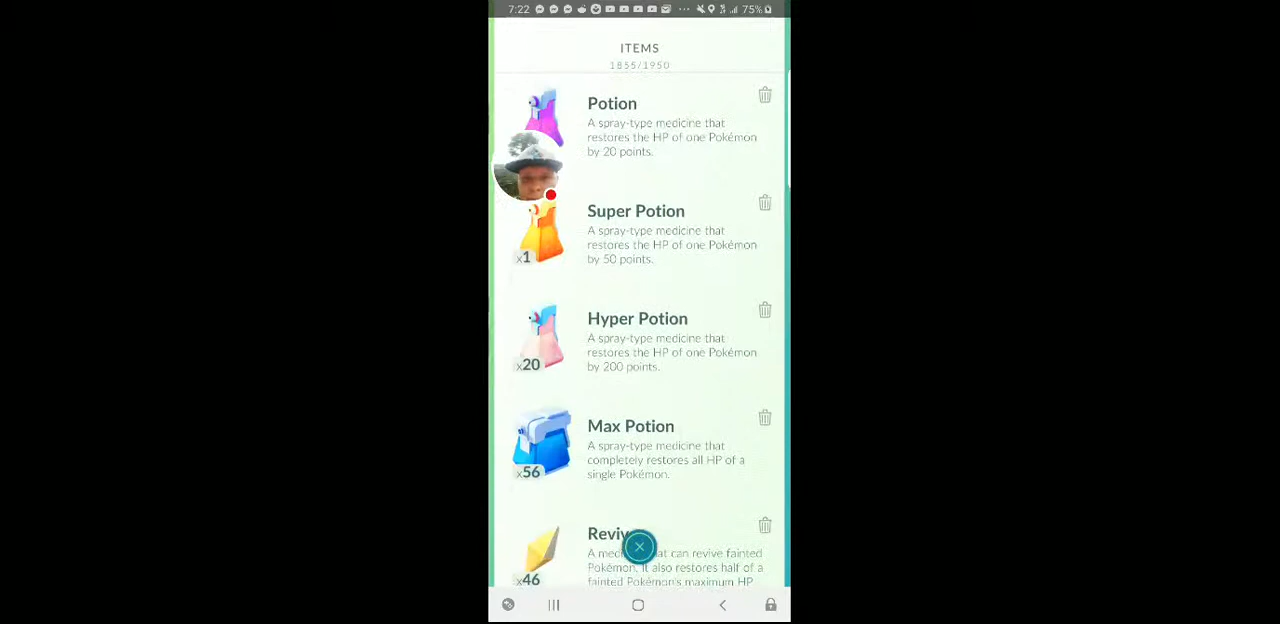 7:22 75%
ITEMS
1855/1950
Potion
A spray-type medicine that
restores the HP of one Pokémon
by 20 points.
Super Potion
A spray-type medicine that
restores the HP of one Pokémon
by 50 points.
x1
Hyper Potion
A spray-type medicine that
restores the HP of one Pokémon
by 200 points.
x20
Max Potion
A spray-type medicine that
completely restores all HP of a
single Pokémon.
x56
Reviv
A med at can revive fainted
Pokémon. It also restores half of a
fainted Pokémon's maximum HP
x46